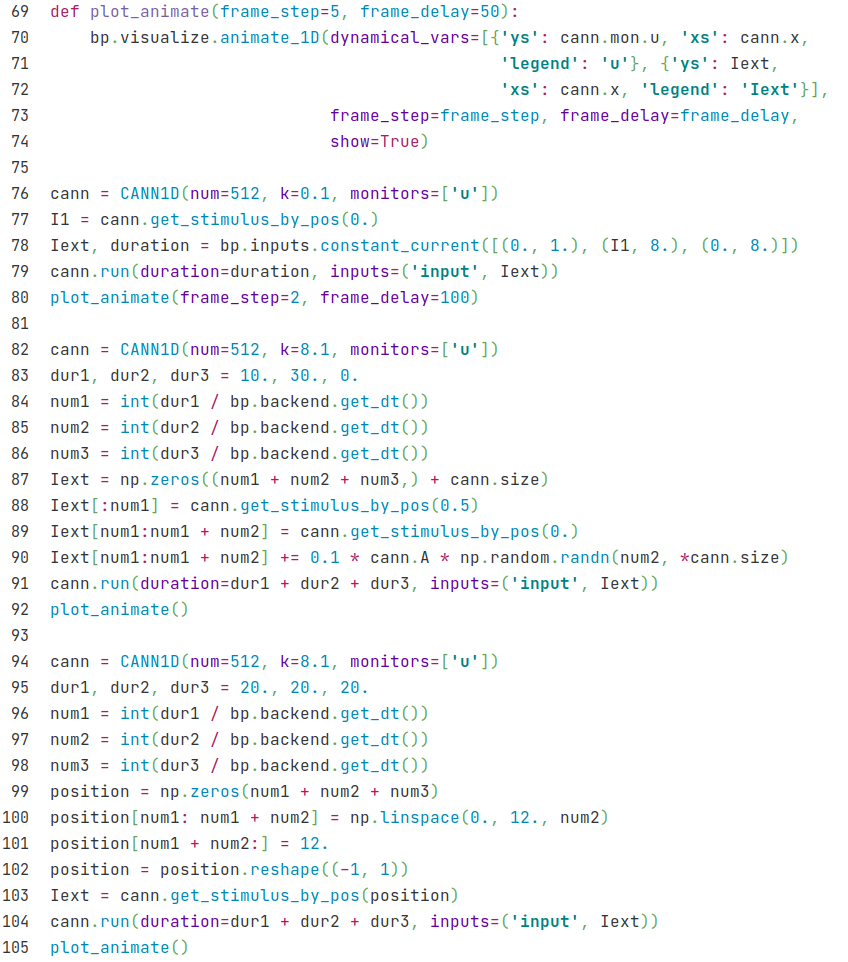 69 def plot_animate(frame_step=5, frame_delay=50):
70     bp.visualize.animate_1D(dynamical_vars=[{'ys': cann.mon.u, 'xs': cann.x,
71                                              'legend': 'u'}, {'ys': Iext,
72                                              'xs': cann.x, 'legend': 'Iext'}],
73                             frame_step=frame_step, frame_delay=frame_delay,
74                             show=True)
75
76 cann = CANN1D(num=512, k=0.1, monitors=['u'])
77 I1 = cann.get_stimulus_by_pos(0.)
78 Iext, duration = bp.inputs.constant_current([(0., 1.), (I1, 8.), (0., 8.)])
79 cann.run(duration=duration, inputs=('input', Iext))
80 plot_animate(frame_step=2, frame_delay=100)
81
82 cann = CANN1D(num=512, k=8.1, monitors=['u'])
83 dur1, dur2, dur3 = 10., 30., 0.
84 num1 = int(dur1 / bp.backend.get_dt())
85 num2 = int(dur2 / bp.backend.get_dt())
86 num3 = int(dur3 / bp.backend.get_dt())
87 Iext = np.zeros((num1 + num2 + num3,) + cann.size)
88 Iext[:num1] = cann.get_stimulus_by_pos(0.5)
89 Iext[num1:num1 + num2] = cann.get_stimulus_by_pos(0.)
90 Iext[num1:num1 + num2] += 0.1 * cann.A * np.random.randn(num2, *cann.size)
91 cann.run(duration=dur1 + dur2 + dur3, inputs=('input', Iext))
92 plot_animate()
93
94 cann = CANN1D(num=512, k=8.1, monitors=['u'])
95 dur1, dur2, dur3 = 20., 20., 20.
96 num1 = int(dur1 / bp.backend.get_dt())
97 num2 = int(dur2 / bp.backend.get_dt())
98 num3 = int(dur3 / bp.backend.get_dt())
99 position = np.zeros(num1 + num2 + num3)
100 position[num1: num1 + num2] = np.linspace(0., 12., num2)
101 position[num1 + num2:] = 12.
102 position = position.reshape((-1, 1))
103 Iext = cann.get_stimulus_by_pos(position)
104 cann.run(duration=dur1 + dur2 + dur3, inputs=('input', Iext))
105 plot_animate()